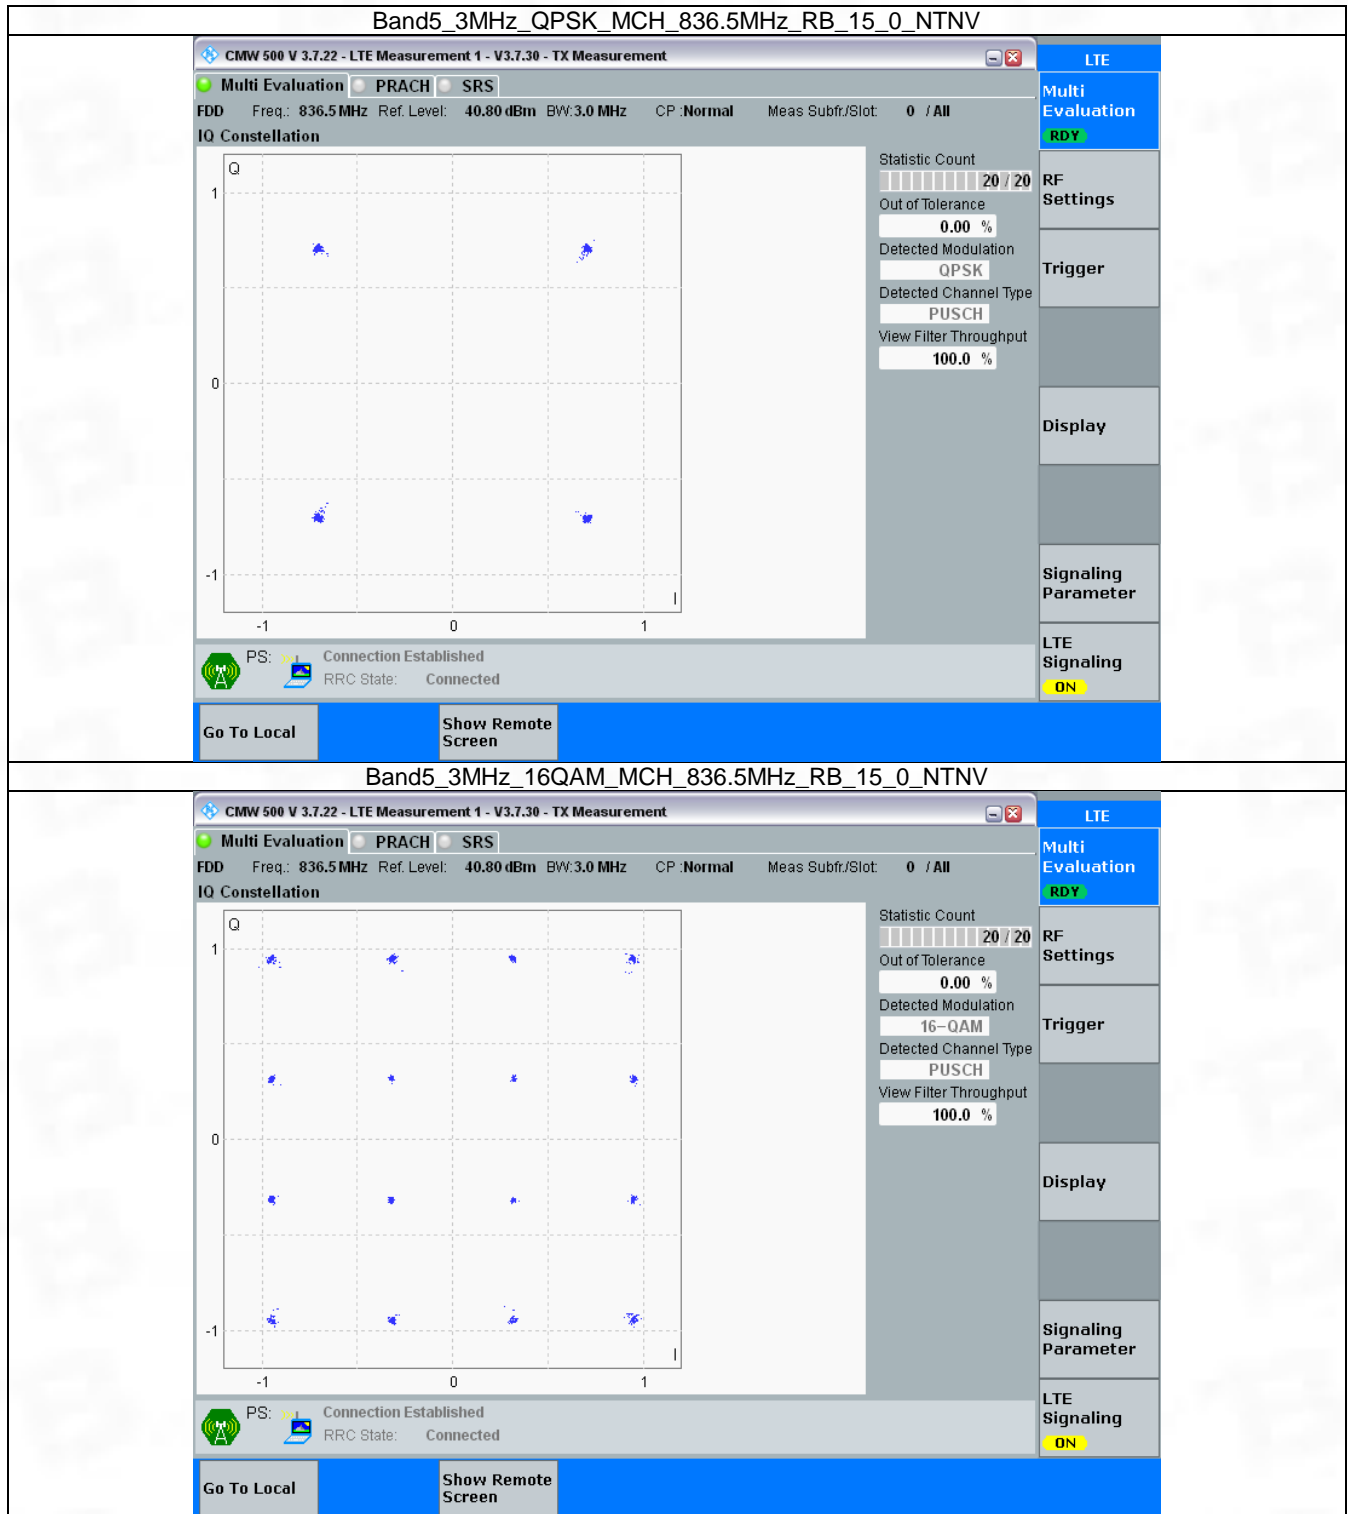 Band5_3MHz_QPSK_MCH_836.5MHz_RB_15_0_NTNV
CMW 500 V 3.7.22 - LTE Measurement 1 - V3.7.30 - TX Measurement
LTE
Multi Evaluation PRACH SRS
Multi
Evaluation
RDY
FDD Freq.: 836.5 MHz Ref. Level: 40.80 dBm BW: 3.0 MHz CP :Normal Meas Subfr./Slot: 0 / All
IQ Constellation
Q
1
0
-1
I
-1 0 1
Statistic Count
20 / 20
Out of Tolerance
0.00 %
Detected Modulation
QPSK
Detected Channel Type
PUSCH
View Filter Throughput
100.0 %
RF
Settings
Trigger
Display
Signaling
Parameter
LTE
Signaling
ON
PS: Connection Established
RRC State: Connected
Go To Local
Show Remote
Screen
Band5_3MHz_16QAM_MCH_836.5MHz_RB_15_0_NTNV
CMW 500 V 3.7.22 - LTE Measurement 1 - V3.7.30 - TX Measurement
LTE
Multi Evaluation PRACH SRS
Multi
Evaluation
RDY
FDD Freq.: 836.5 MHz Ref. Level: 40.80 dBm BW: 3.0 MHz CP :Normal Meas Subfr./Slot: 0 / All
IQ Constellation
Q
1
0
-1
I
-1 0 1
Statistic Count
20 / 20
Out of Tolerance
0.00 %
Detected Modulation
16-QAM
Detected Channel Type
PUSCH
View Filter Throughput
100.0 %
RF
Settings
Trigger
Display
Signaling
Parameter
LTE
Signaling
ON
PS: Connection Established
RRC State: Connected
Go To Local
Show Remote
Screen